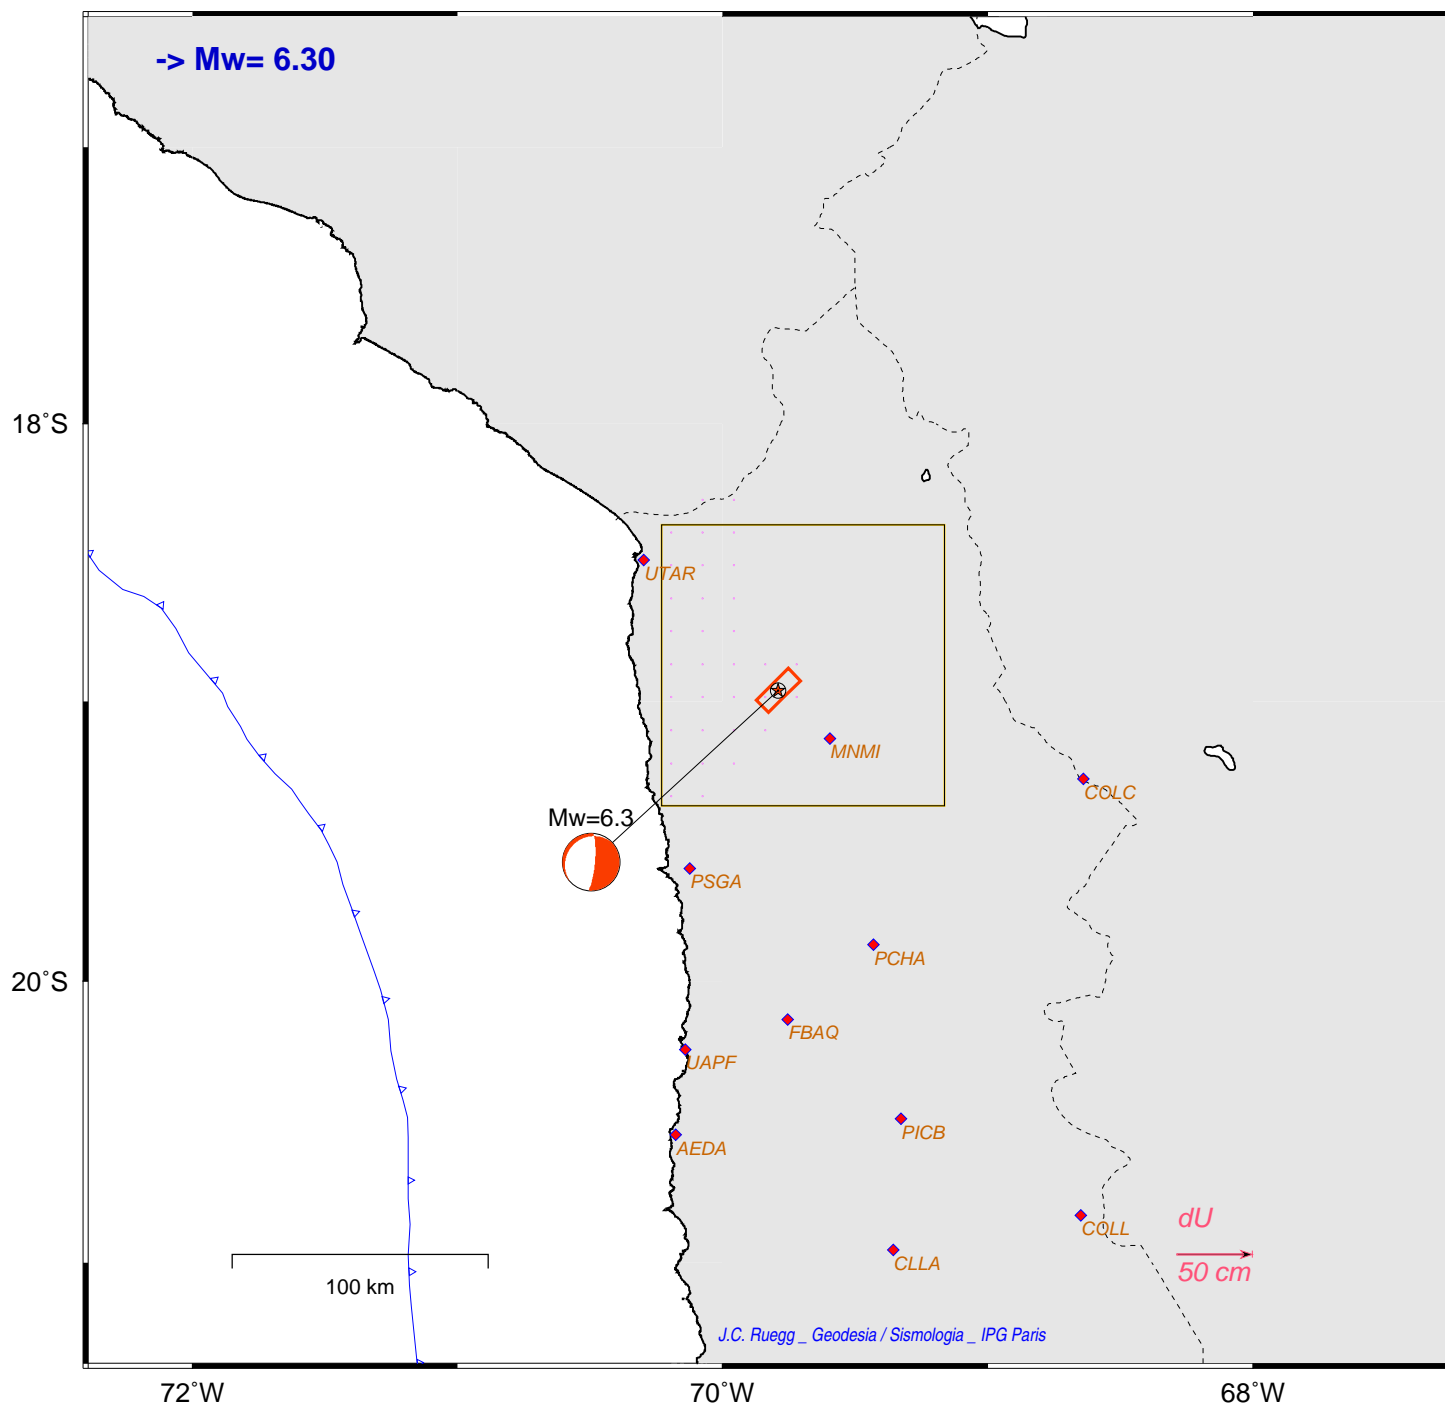 -> Mw= 6.30
18˚S
UTAR
MNMI
COLC
Mw=6.3
PSGA
PCHA
20˚S
FBAQ
UAPF
PICB
AEDA
dU
COLL
CLLA
50 cm
100 km
J.C. Ruegg _ Geodesia / Sismologia _ IPG Paris
72˚W
70˚W
68˚W